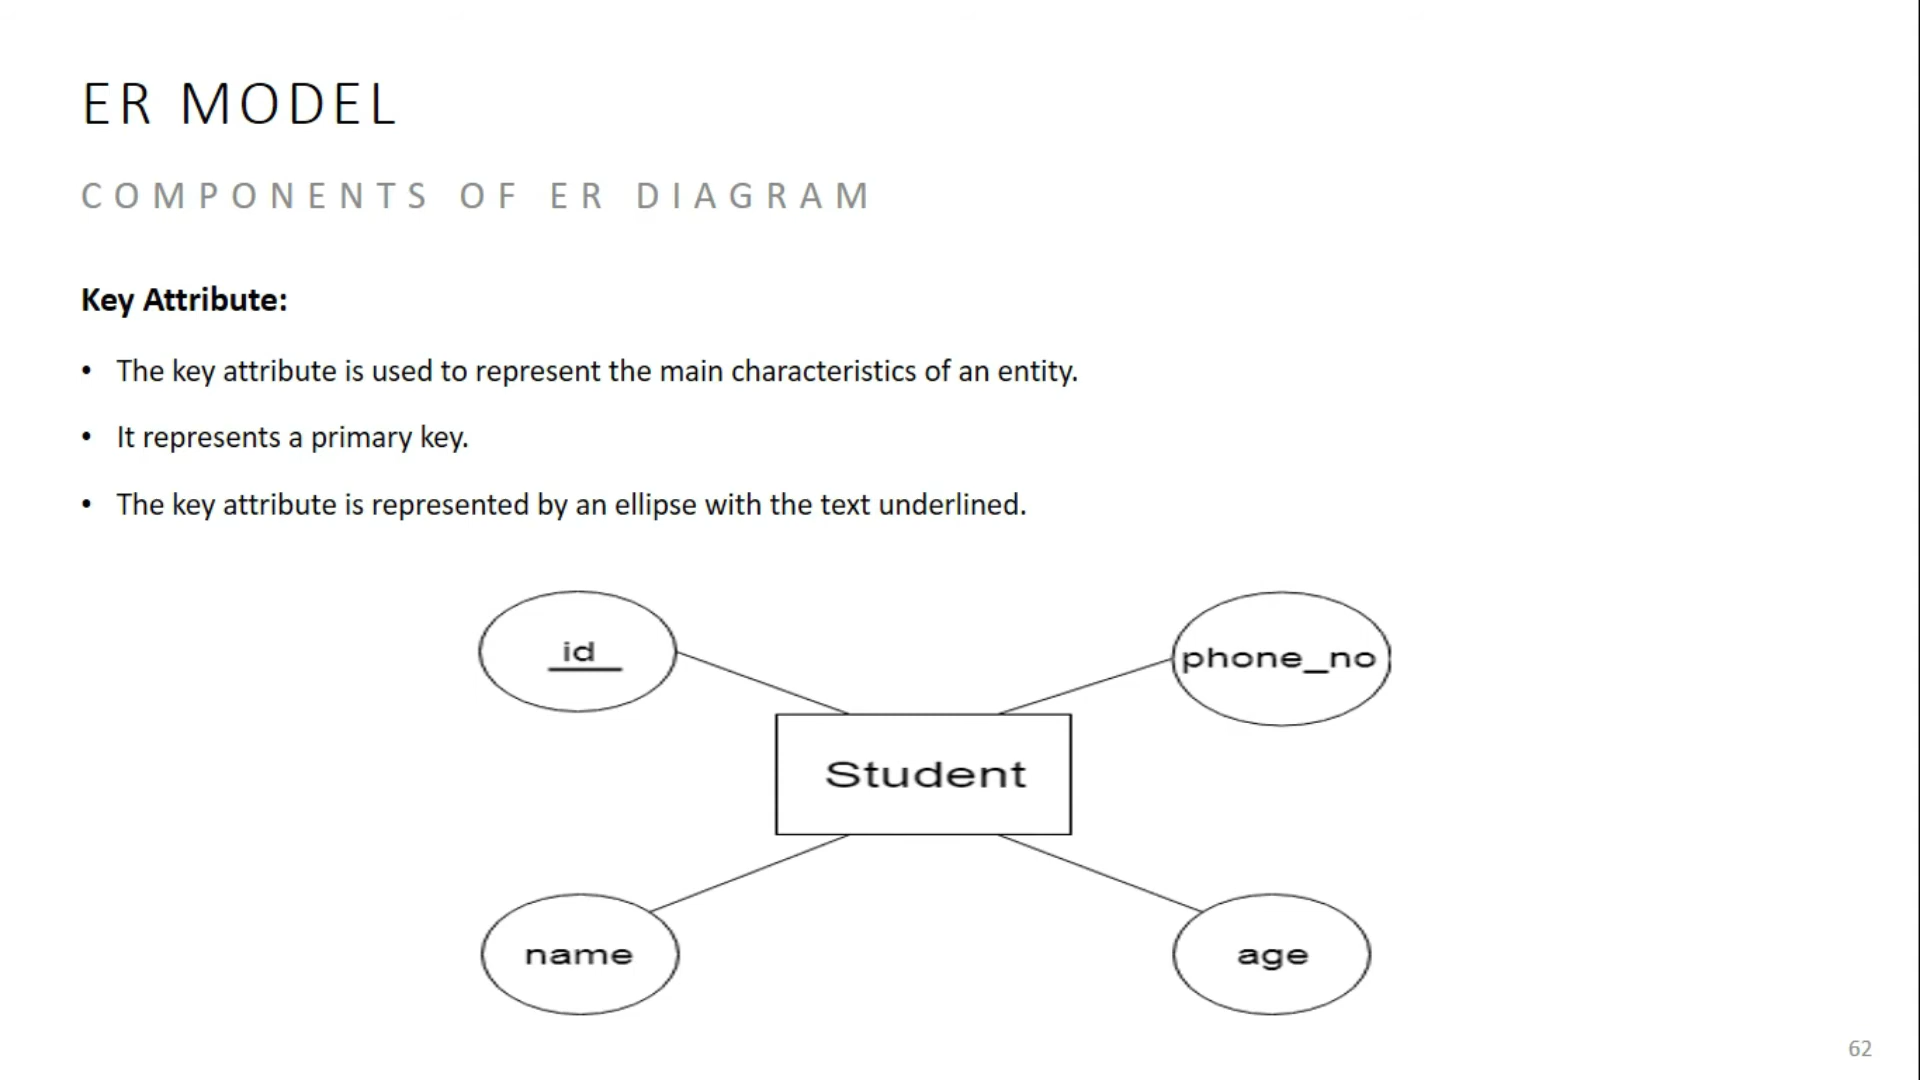 ER MODEL
COMPONENTS OF ER DIAGRAM
Key Attribute:
• The key attribute is used to represent the main characteristics of an entity.
• It represents a primary key.
• The key attribute is represented by an ellipse with the text underlined.
id
phone_no
Student
name
age
62